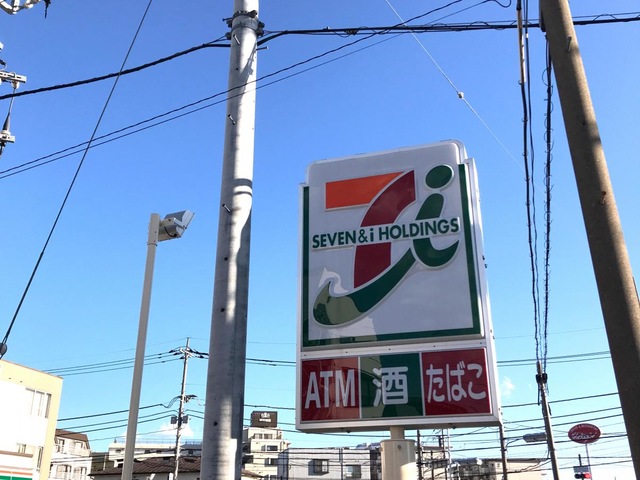 SEVEN&i HOLDINGS
ATM 酒 たばこ